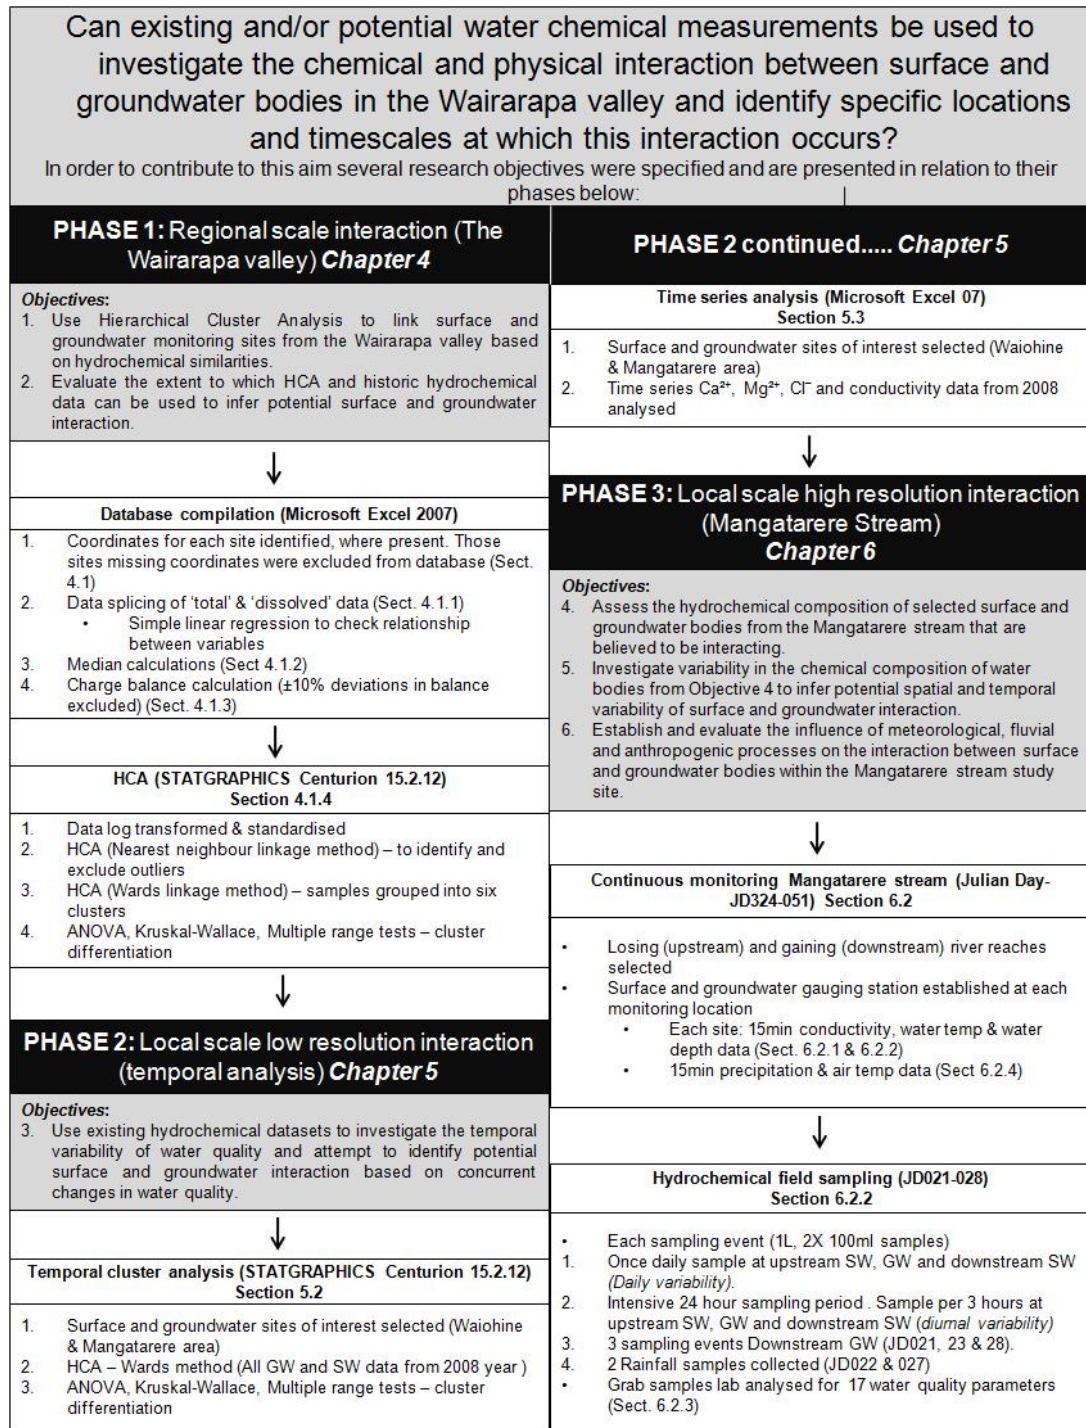 Can existing and/or potential water chemical measurements be used to
investigate the chemical and physical interaction between surface and
groundwater bodies in the Wairarapa valley and identify specific locations
and timescales at which this interaction occurs?
In order to contribute to this aim several research objectives were specified and are presented in relation to their
phases below:
PHASE 1: Regional scale interaction (The
Wairarapa valley) Chapter 4
Objectives:
1. Use Hierarchical Cluster Analysis to link surface and
groundwater monitoring sites from the Wairarapa valley based
on hydrochemical similarities.
2. Evaluate the extent to which HCA and historic hydrochemical
data can be used to infer potential surface and groundwater
interaction.
Database compilation (Microsoft Excel 2007)
1. Coordinates for each site identified, where present. Those
sites missing coordinates were excluded from database (Sect.
4.1)
2. Data splicing of ‘total’ & ‘dissolved’ data (Sect. 4.1.1)
• Simple linear regression to check relationship
between variables
3. Median calculations (Sect 4.1.2)
4. Charge balance calculation (±10% deviations in balance
excluded) (Sect. 4.1.3)
HCA (STATGRAPHICS Centurion 15.2.12)
Section 4.1.4
1. Data log transformed & standardised
2. HCA (Nearest neighbour linkage method) – to identify and
exclude outliers
3. HCA (Wards linkage method) – samples grouped into six
clusters
4. ANOVA, Kruskal-Wallace, Multiple range tests – cluster
differentiation
PHASE 2: Local scale low resolution interaction
(temporal analysis) Chapter 5
Objectives:
3. Use existing hydrochemical datasets to investigate the temporal
variability of water quality and attempt to identify potential
surface and groundwater interaction based on concurrent
changes in water quality.
Temporal cluster analysis (STATGRAPHICS Centurion 15.2.12)
Section 5.2
1. Surface and groundwater sites of interest selected (Waiohine
& Mangatarere area)
2. HCA – Wards method (All GW and SW data from 2008 year )
3. ANOVA, Kruskal-Wallace, Multiple range tests – cluster
differentiation
PHASE 2 continued..... Chapter 5
Time series analysis (Microsoft Excel 07)
Section 5.3
1. Surface and groundwater sites of interest selected (Waiohine
& Mangatarere area)
2. Time series Ca²⁺, Mg²⁺, Cl⁻ and conductivity data from 2008
analysed
PHASE 3: Local scale high resolution interaction
(Mangatarere Stream)
Chapter 6
Objectives:
4. Assess the hydrochemical composition of selected surface and
groundwater bodies from the Mangatarere stream that are
believed to be interacting.
5. Investigate variability in the chemical composition of water
bodies from Objective 4 to infer potential spatial and temporal
variability of surface and groundwater interaction.
6. Establish and evaluate the influence of meteorological, fluvial
and anthropogenic processes on the interaction between surface
and groundwater bodies within the Mangatarere stream study
site.
Continuous monitoring Mangatarere stream (Julian Day-
JD324-051) Section 6.2
• Losing (upstream) and gaining (downstream) river reaches
selected
• Surface and groundwater gauging station established at each
monitoring location
• Each site: 15min conductivity, water temp & water
depth data (Sect. 6.2.1 & 6.2.2)
• 15min precipitation & air temp data (Sect 6.2.4)
Hydrochemical field sampling (JD021-028)
Section 6.2.2
• Each sampling event (1L, 2X 100ml samples)
1. Once daily sample at upstream SW, GW and downstream SW
(Daily variability).
2. Intensive 24 hour sampling period . Sample per 3 hours at
upstream SW, GW and downstream SW (diurnal variability)
3. 3 sampling events Downstream GW (JD021, 23 & 28).
4. 2 Rainfall samples collected (JD022 & 027)
• Grab samples lab analysed for 17 water quality parameters
(Sect. 6.2.3)